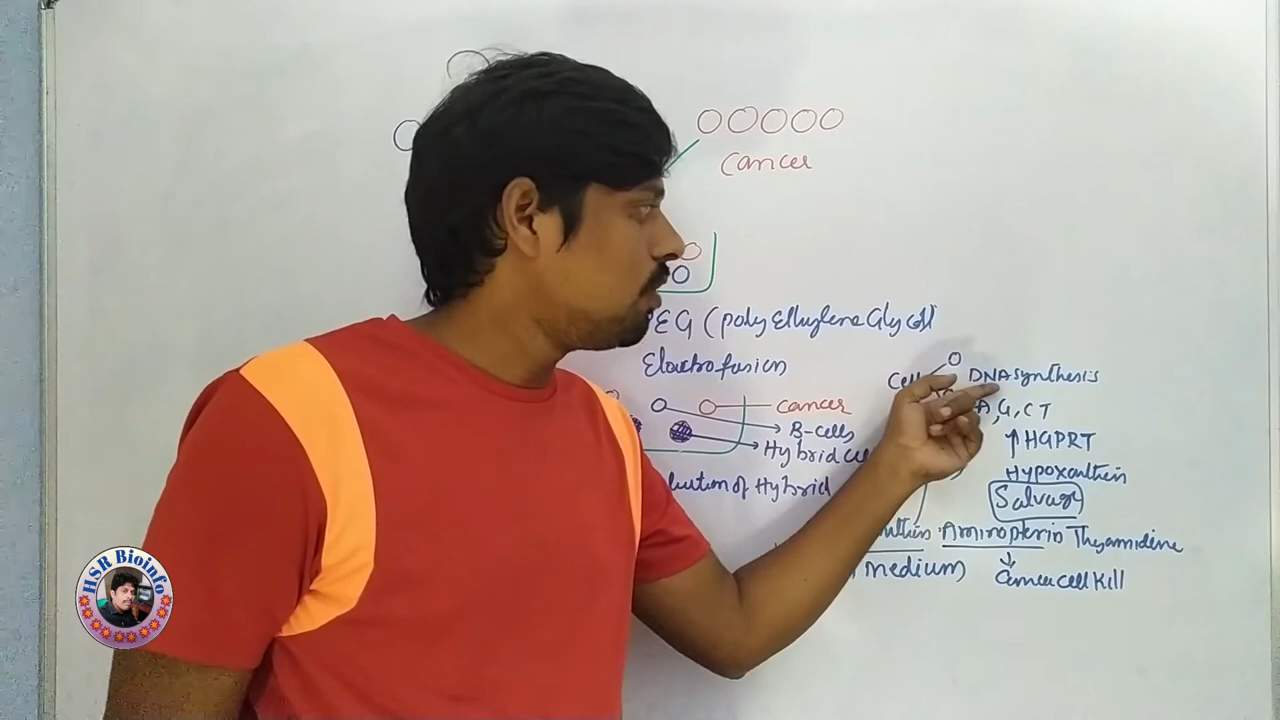 Cancer
PEG (Poly Ethylene Glycol
Electrofusion
Cell
DNA synthesis
A, G, C T
Cancer
B-cells
Hybrid ce
↑ HGPRT
Hypoxanthin
Salvage
of Hybrid
Aminopterin Thyamidine
medium)
Cancer cell Kill
HSR Bioinfo